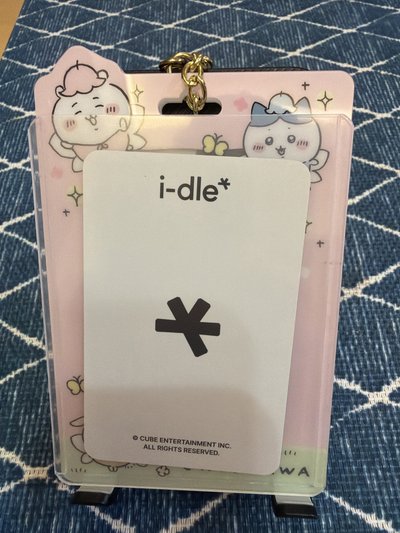 i-dle*
© CUBE ENTERTAINMENT INC.
ALL RIGHTS RESERVED.
WA